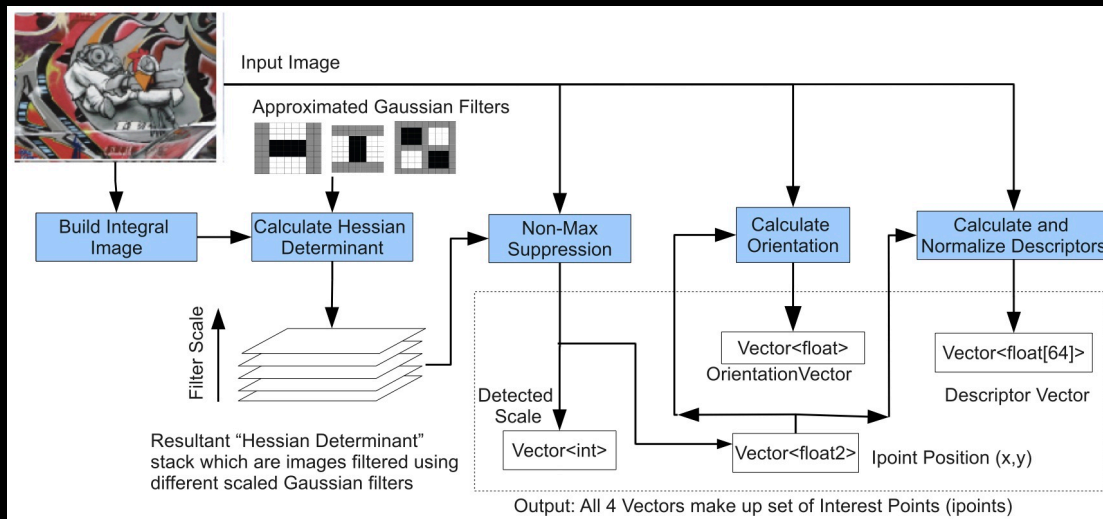 Input Image
Approximated Gaussian Filters
Build Integral
Image
Calculate Hessian
Determinant
Non-Max
Suppression
Calculate
Orientation
Calculate and
Normalize Descriptors
Filter Scale
Resultant “Hessian Determinant”
stack which are images filtered using
different scaled Gaussian filters
Detected
Scale
Vector<int>
Vector<float>
OrientationVector
Vector<float2>
Ipoint Position (x,y)
Vector<float[64]>
Descriptor Vector
Output: All 4 Vectors make up set of Interest Points (ipoints)